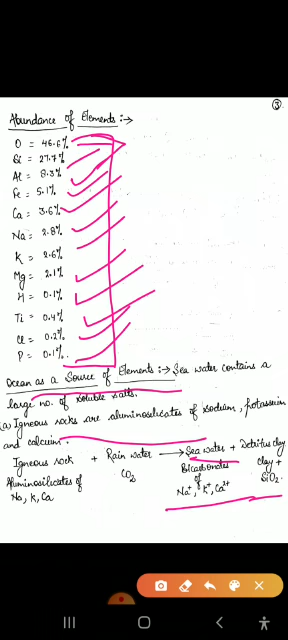 ③
Abundance of Elements :→
O = 46.6%
Si = 27.7%
Al = 8.3%
Fe = 5.1%
Ca = 3.6%
Na = 2.8%
K = 2.6%
Mg = 2.1%
H = 0.1%
Ti = 0.4%
Cl = 0.2%
P = 0.1%.
Ocean as a Source of Elements :→ Sea water contains a
large no. of soluble salts.
(a) Igneous rocks are aluminosilicates of sodium, potassium
and calcium.
Igneous rock + Rain water → Sea water + Detritus clay
Aluminosilicates of Na, K, Ca
CO₂
Bicarbonates of Na⁺, K⁺, Ca²⁺
clay + SiO₂.